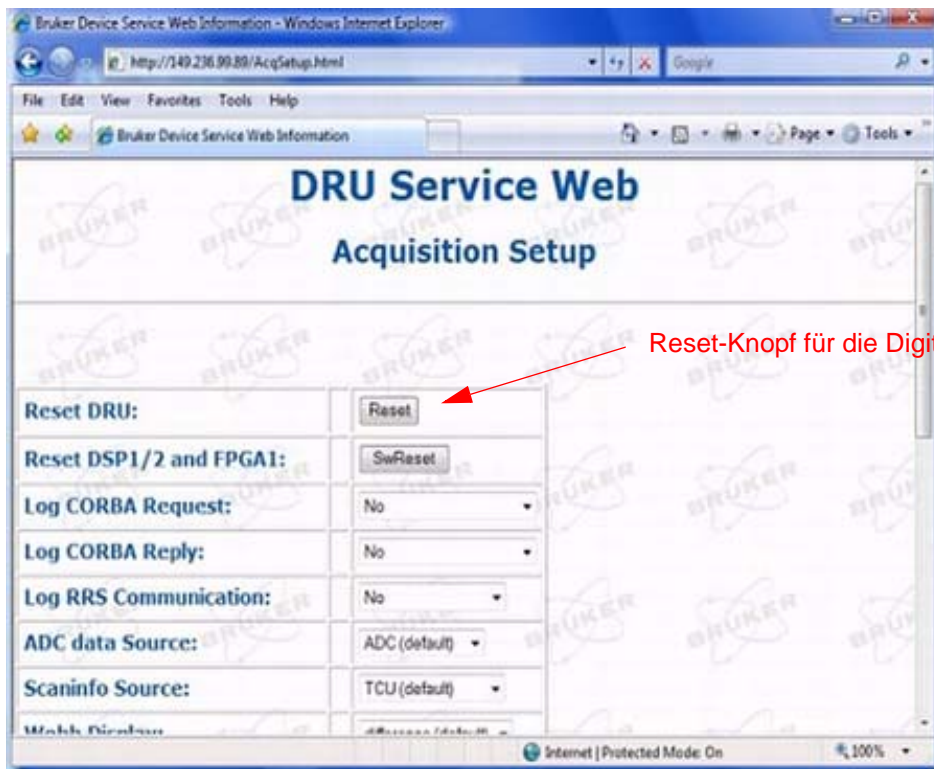 Bruker Device Service Web Information - Windows Internet Explorer
http://149.236.99.89/AcqSetup.html
Google
File Edit View Favorites Tools Help
Bruker Device Service Web Information
Page Tools
DRU Service Web
Acquisition Setup
Reset-Knopf für die Digit
Reset DRU: Reset
Reset DSP1/2 and FPGA1: SwReset
Log CORBA Request: No
Log CORBA Reply: No
Log RRS Communication: No
ADC data Source: ADC (default)
Scaninfo Source: TCU (default)
Internet | Protected Mode: On 100%
BRUKER